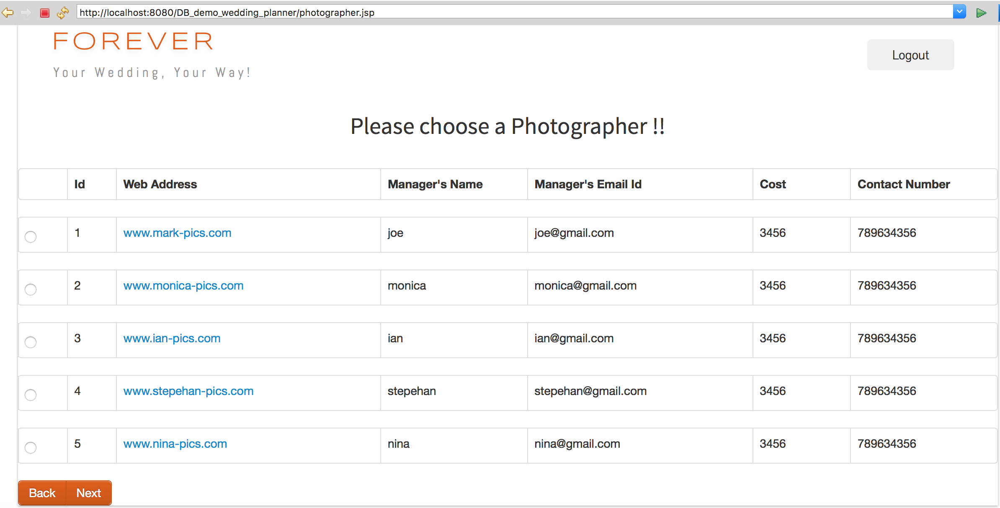 http://localhost:8080/DB_demo_wedding_planner/photographer.jsp
FOREVER
Logout
Your Wedding, Your Way!
Please choose a Photographer !!
Id Web Address Manager's Name Manager's Email Id Cost Contact Number
1 www.mark-pics.com joe joe@gmail.com 3456 789634356
2 www.monica-pics.com monica monica@gmail.com 3456 789634356
3 www.ian-pics.com ian ian@gmail.com 3456 789634356
4 www.stepehan-pics.com stepehan stepehan@gmail.com 3456 789634356
5 www.nina-pics.com nina nina@gmail.com 3456 789634356
Back Next